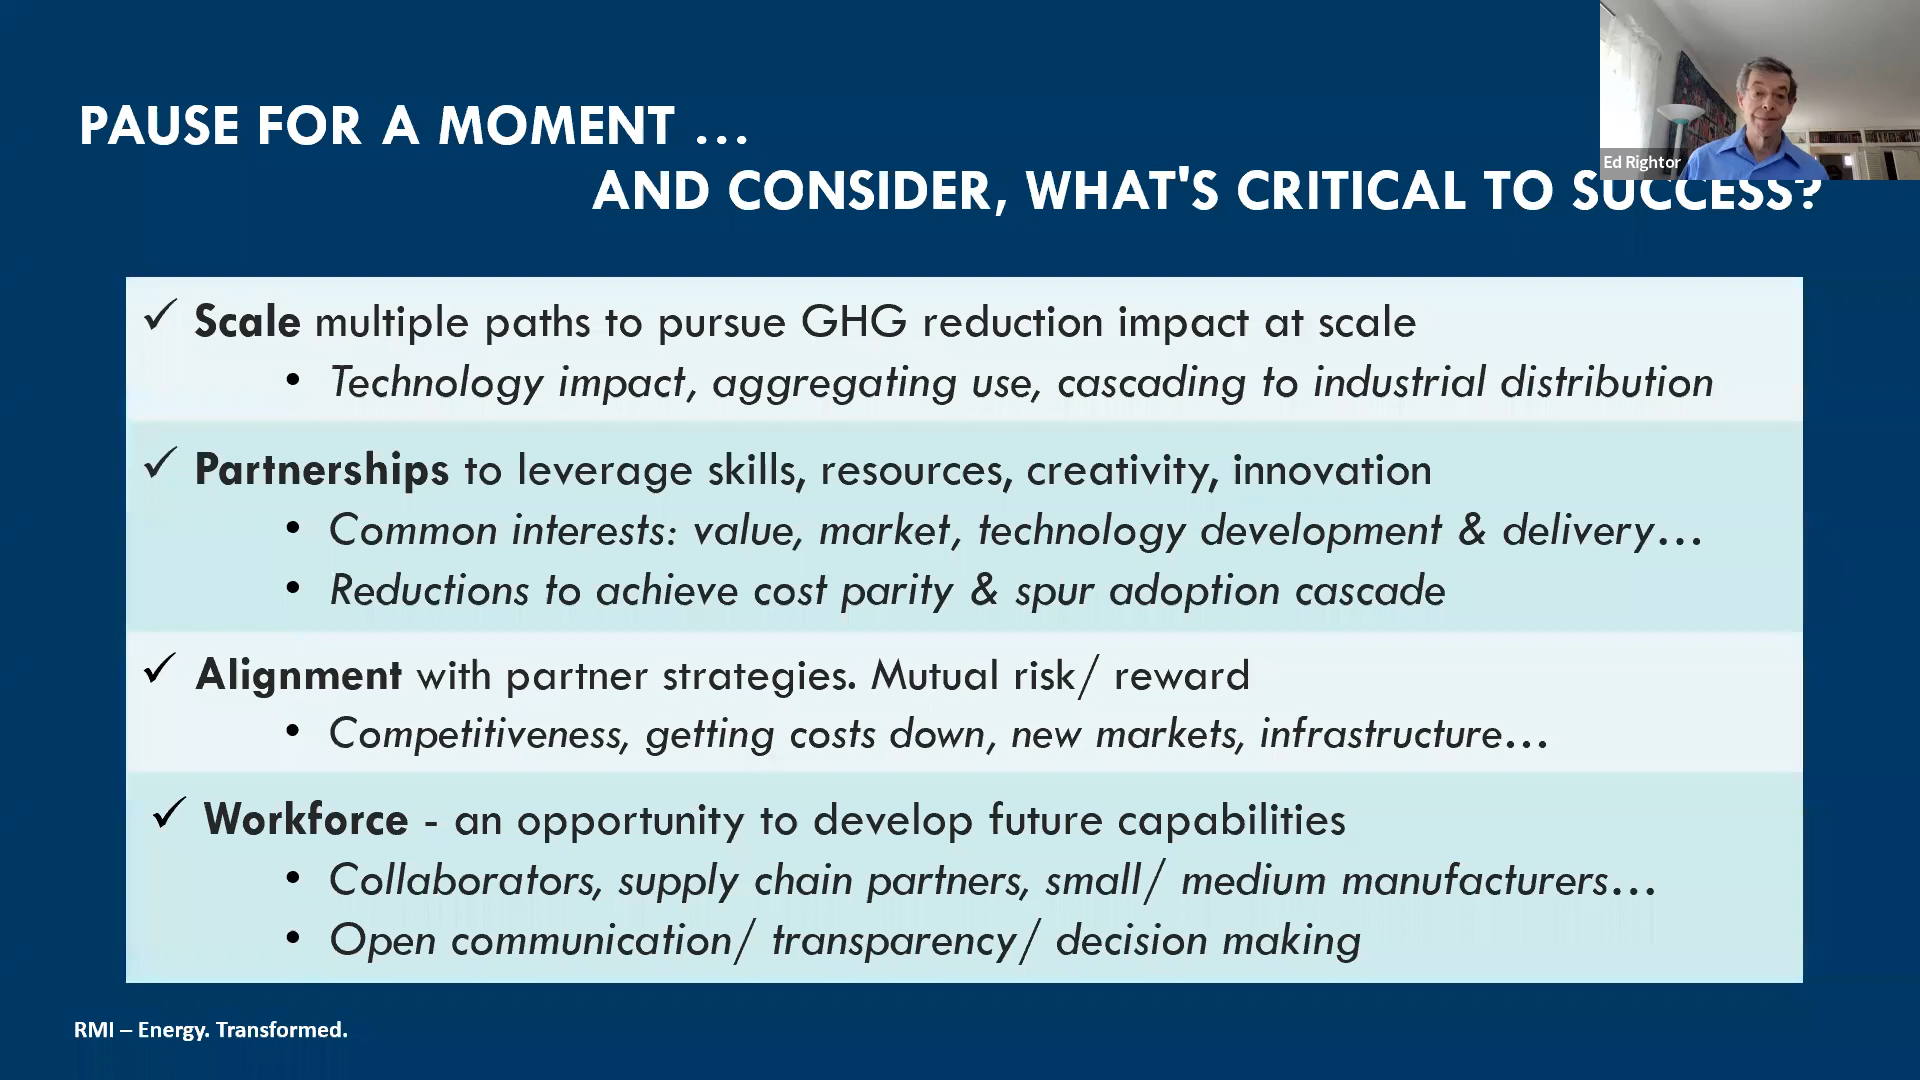 PAUSE FOR A MOMENT …
AND CONSIDER, WHAT'S CRITICAL TO SUCCESS?
Ed Rightor
✓ Scale multiple paths to pursue GHG reduction impact at scale
• Technology impact, aggregating use, cascading to industrial distribution
✓ Partnerships to leverage skills, resources, creativity, innovation
• Common interests: value, market, technology development & delivery…
• Reductions to achieve cost parity & spur adoption cascade
✓ Alignment with partner strategies. Mutual risk/ reward
• Competitiveness, getting costs down, new markets, infrastructure…
✓ Workforce - an opportunity to develop future capabilities
• Collaborators, supply chain partners, small/ medium manufacturers…
• Open communication/ transparency/ decision making
RMI – Energy. Transformed.